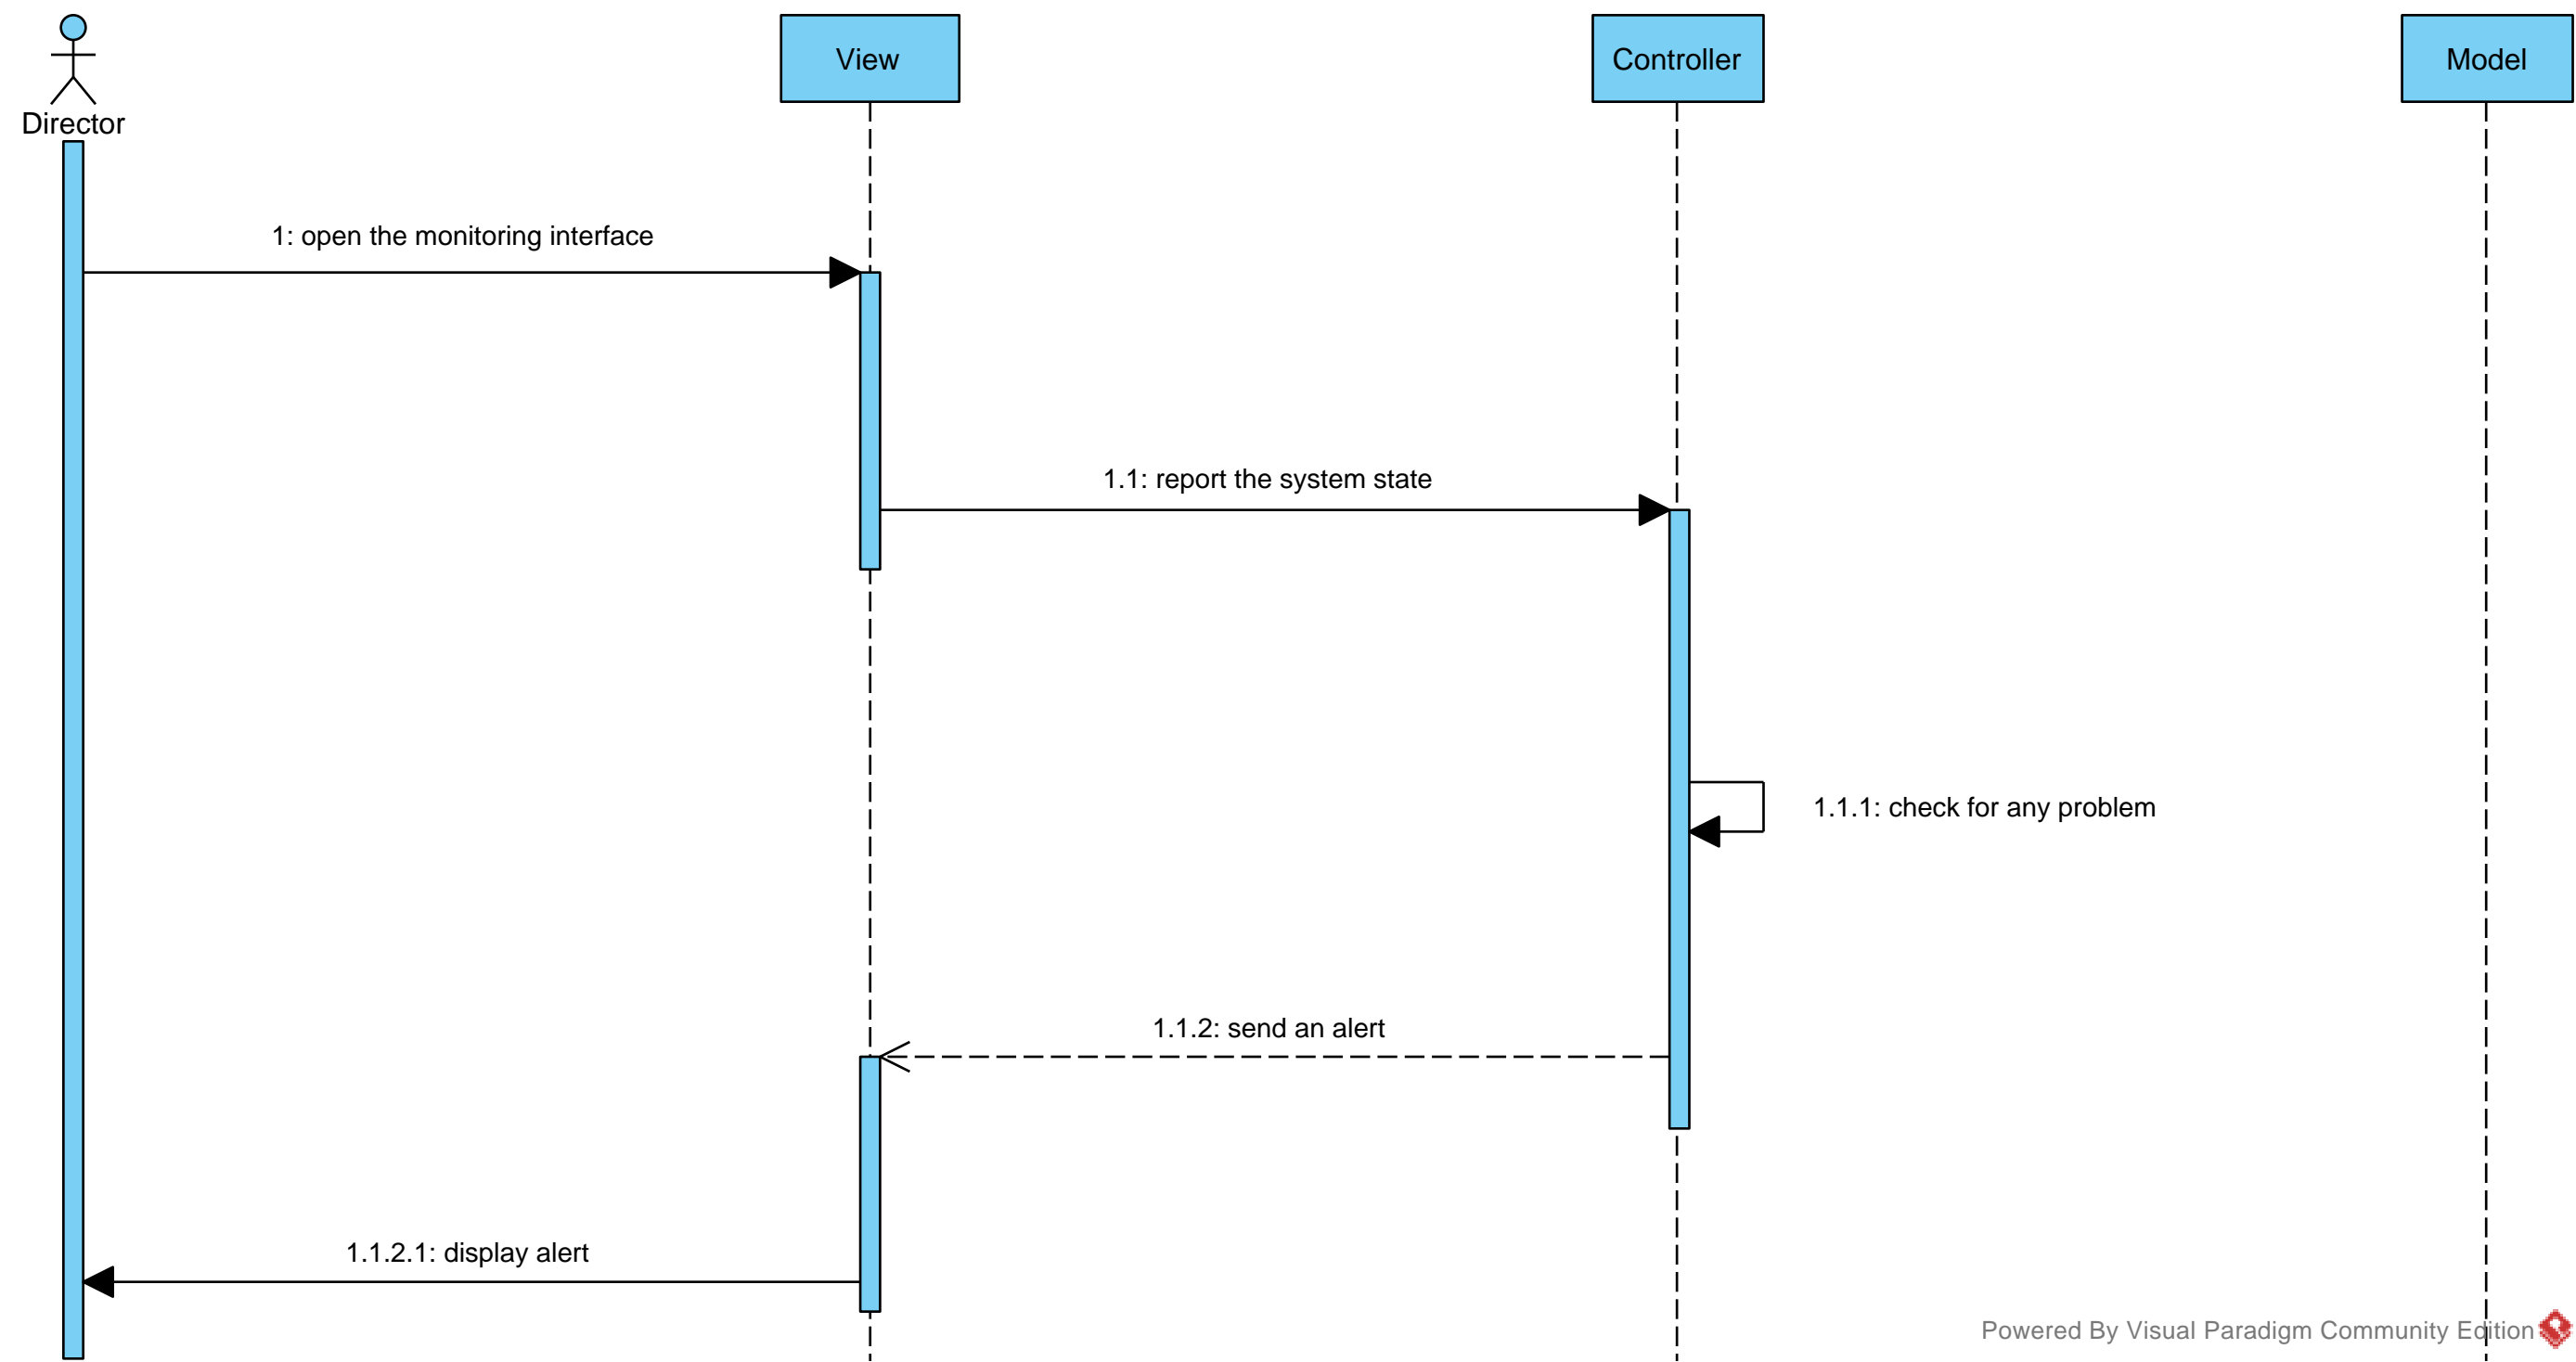 Director
View
Controller
Model
1: open the monitoring interface
1.1: report the system state
1.1.1: check for any problem
1.1.2: send an alert
1.1.2.1: display alert
Powered By Visual Paradigm Community Edition